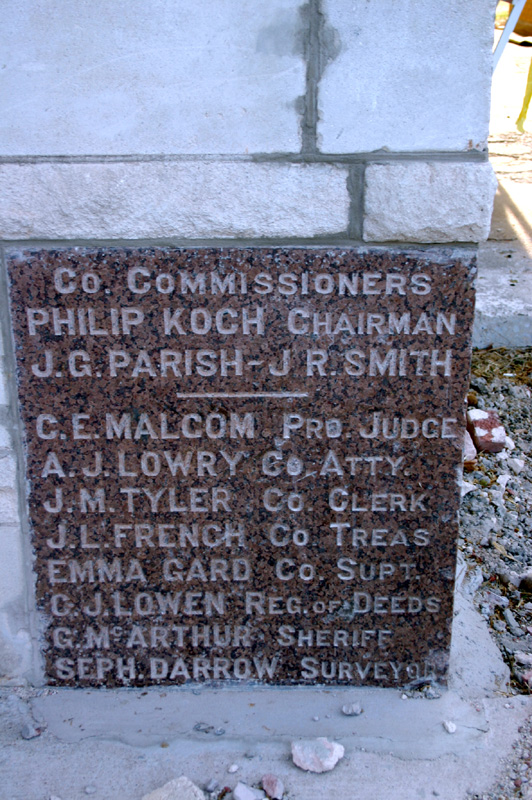 CO. COMMISSIONERS
PHILIP KOCH CHAIRMAN
J.G. PARISH - J R. SMITH
C.E. MALCOM PRO. JUDGE
A.J. LOWRY CO. ATTY.
J.M. TYLER CO. CLERK
J.L. FRENCH CO. TREAS
EMMA GARD CO. SUPT.
C.J. LOWEN REG. OF DEEDS
G. McARTHUR SHERIFF
SEPH. DARROW SURVEYOR